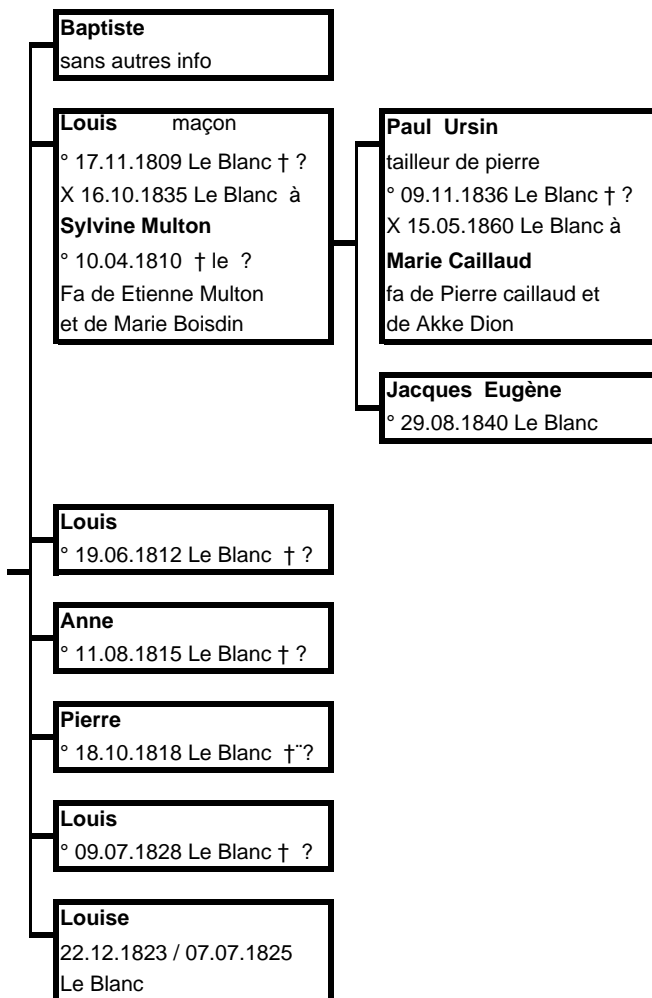 Baptiste
sans autres info
Louis maçon
° 17.11.1809 Le Blanc † ?
X 16.10.1835 Le Blanc à
Sylvine Multon
° 10.04.1810 † le ?
Fa de Etienne Multon
et de Marie Boisdin
Paul Ursin
tailleur de pierre
° 09.11.1836 Le Blanc † ?
X 15.05.1860 Le Blanc à
Marie Caillaud
fa de Pierre caillaud et
de Akke Dion
Jacques Eugène
° 29.08.1840 Le Blanc
Louis
° 19.06.1812 Le Blanc † ?
Anne
° 11.08.1815 Le Blanc † ?
Pierre
° 18.10.1818 Le Blanc †¨?
Louis
° 09.07.1828 Le Blanc † ?
Louise
22.12.1823 / 07.07.1825
Le Blanc